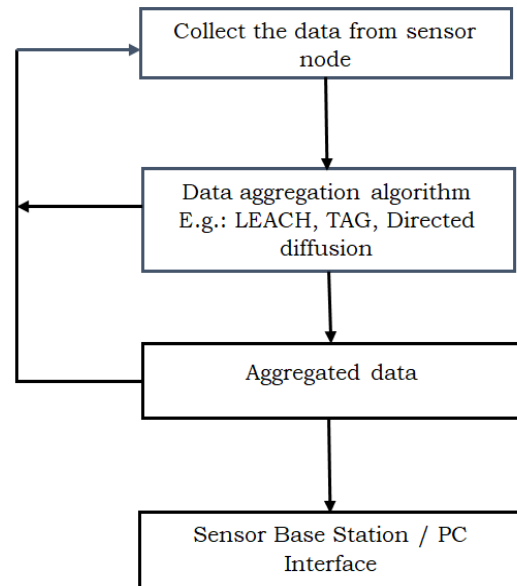 Collect the data from sensor
node
Data aggregation algorithm
E.g.: LEACH, TAG, Directed
diffusion
Aggregated data
Sensor Base Station / PC
Interface